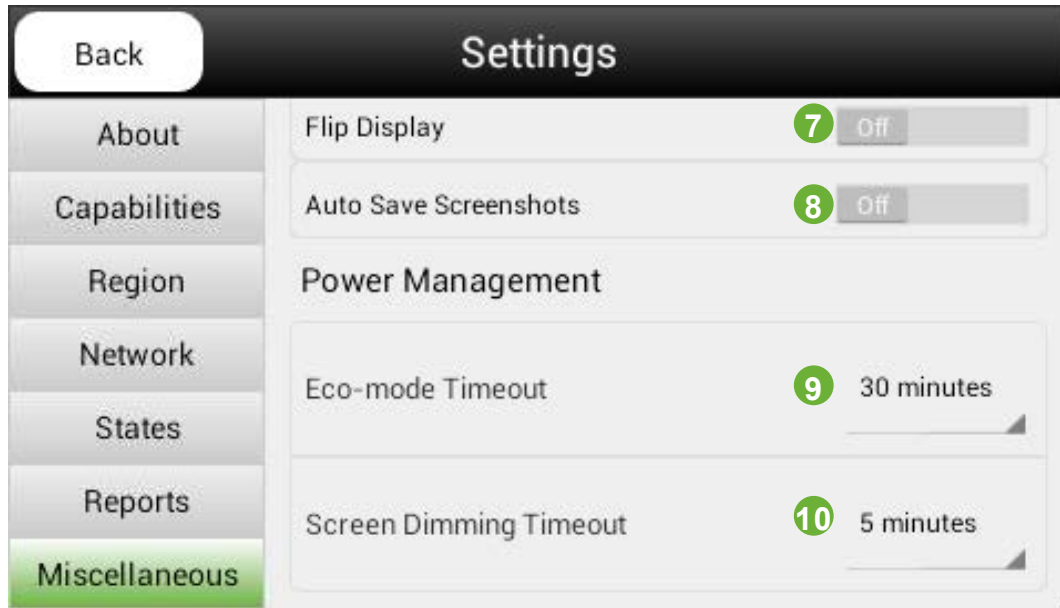 Back
Settings
About
Capabilities
Region
Network
States
Reports
Miscellaneous
Flip Display 7 Off
Auto Save Screenshots 8 Off
Power Management
Eco-mode Timeout 9 30 minutes
Screen Dimming Timeout 10 5 minutes